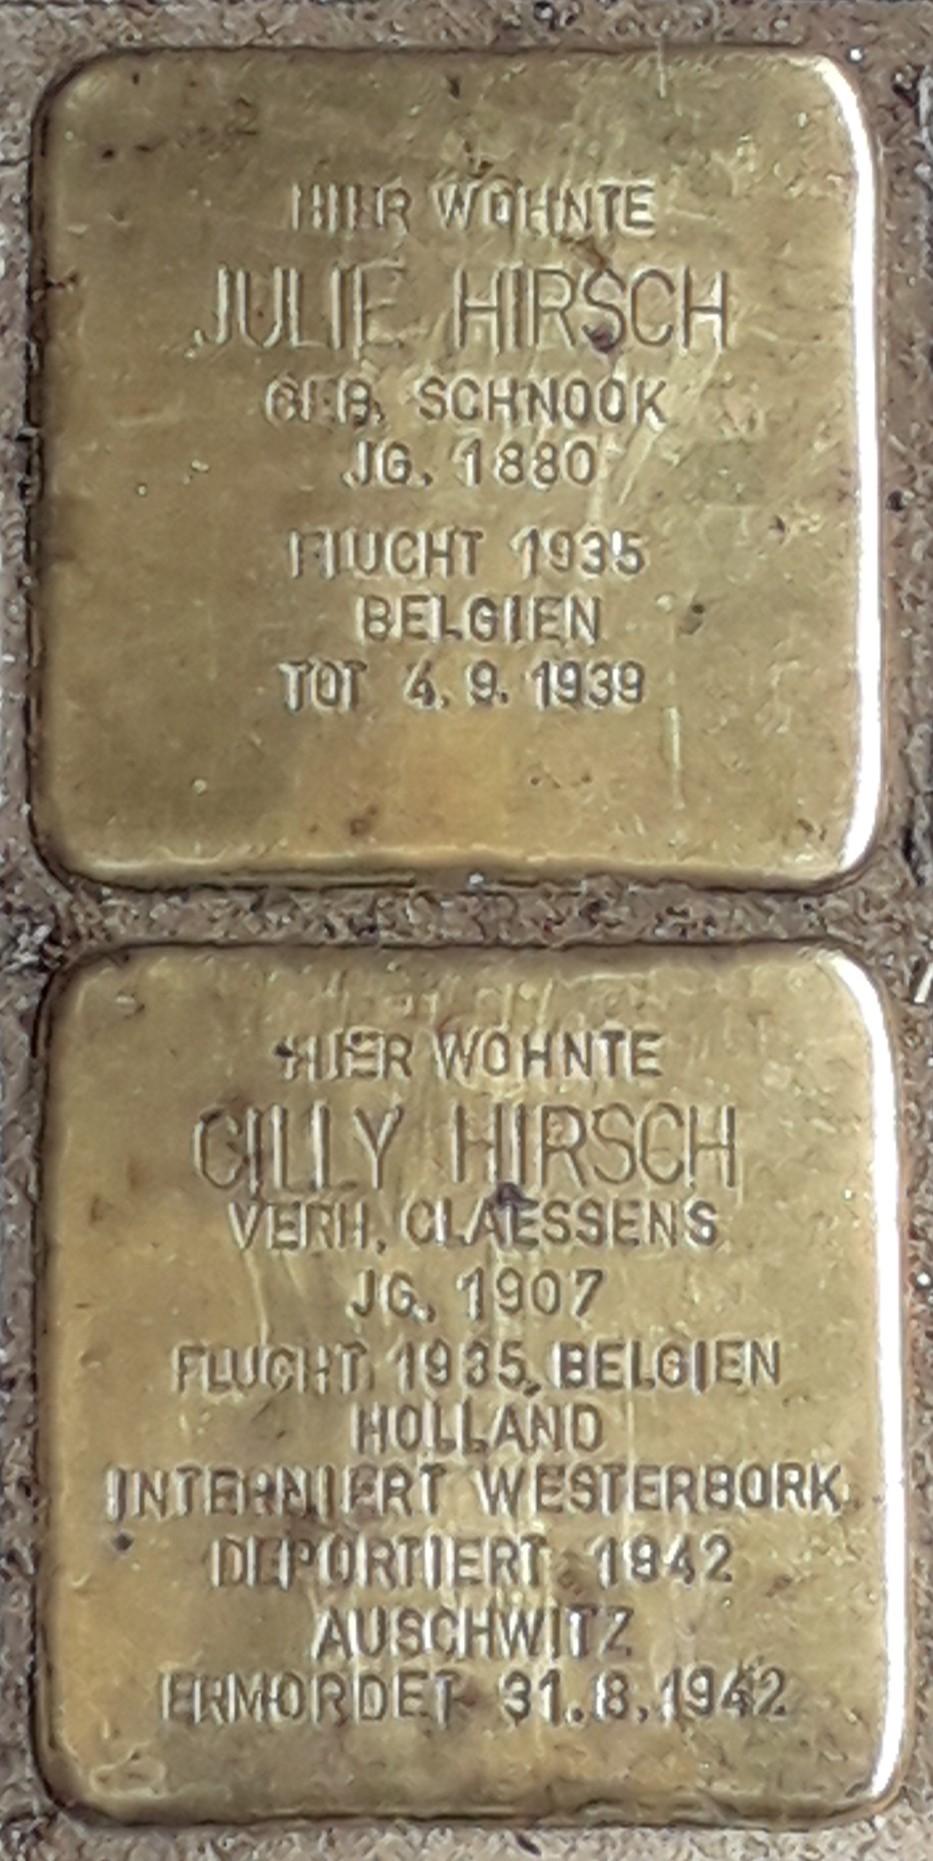 HIER WOHNTE
JULIE HIRSCH
GEB. SCHNOOK
JG. 1880
FLUCHT 1935
BELGIEN
TOT 4.9.1939
HIER WOHNTE
CILLY HIRSCH
VERH. CLAESSENS
JG. 1907
FLUCHT 1935 BELGIEN
HOLLAND
INTERNIERT WESTERBORK
DEPORTIERT 1942
AUSCHWITZ
ERMORDET 31.8.1942